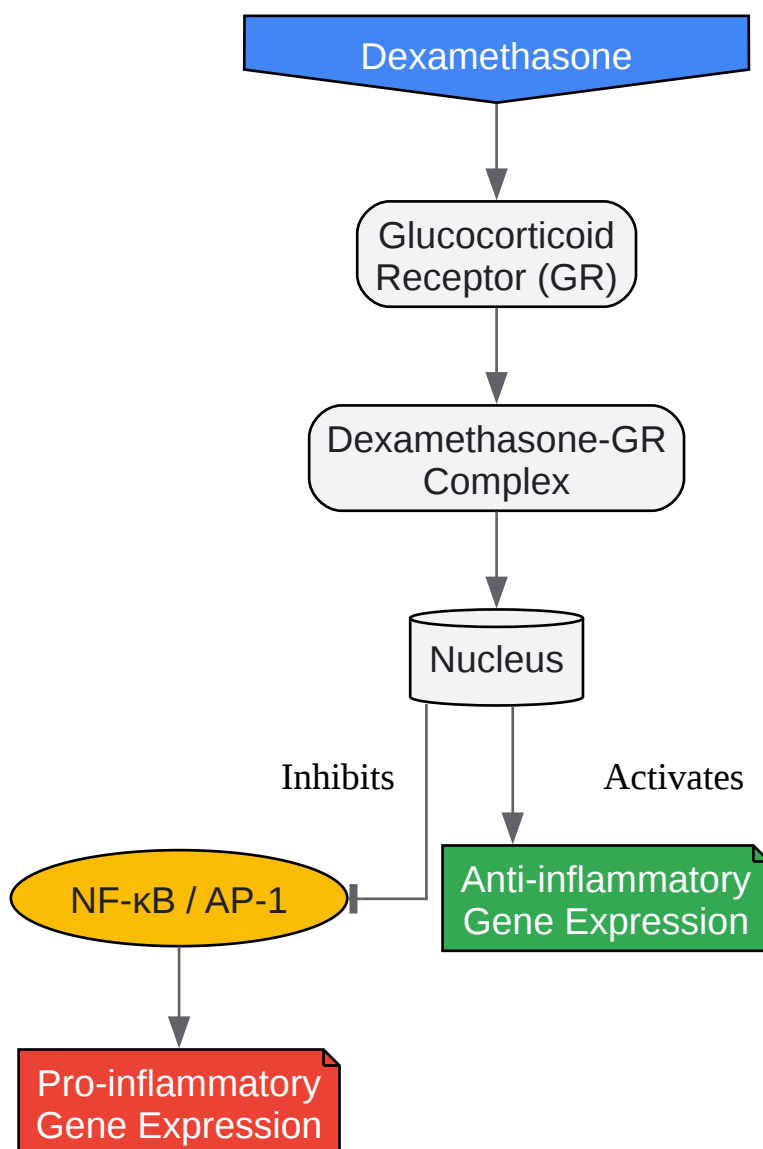 Dexamethasone
Glucocorticoid
Receptor (GR)
Dexamethasone-GR
Complex
Nucleus
Inhibits
Activates
NF-κB / AP-1
Anti-inflammatory
Gene Expression
Pro-inflammatory
Gene Expression